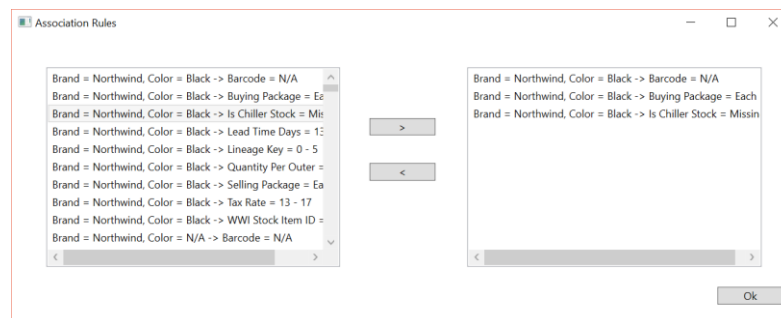 Association Rules
Brand = Northwind, Color = Black -> Barcode = N/A
Brand = Northwind, Color = Black -> Buying Package = Ea
Brand = Northwind, Color = Black -> Is Chiller Stock = Mis
Brand = Northwind, Color = Black -> Lead Time Days = 13
Brand = Northwind, Color = Black -> Lineage Key = 0 - 5
Brand = Northwind, Color = Black -> Quantity Per Outer =
Brand = Northwind, Color = Black -> Selling Package = Ea
Brand = Northwind, Color = Black -> Tax Rate = 13 - 17
Brand = Northwind, Color = Black -> WWI Stock Item ID =
Brand = Northwind, Color = N/A -> Barcode = N/A
>
<
Brand = Northwind, Color = Black -> Barcode = N/A
Brand = Northwind, Color = Black -> Buying Package = Each
Brand = Northwind, Color = Black -> Is Chiller Stock = Missin
Ok